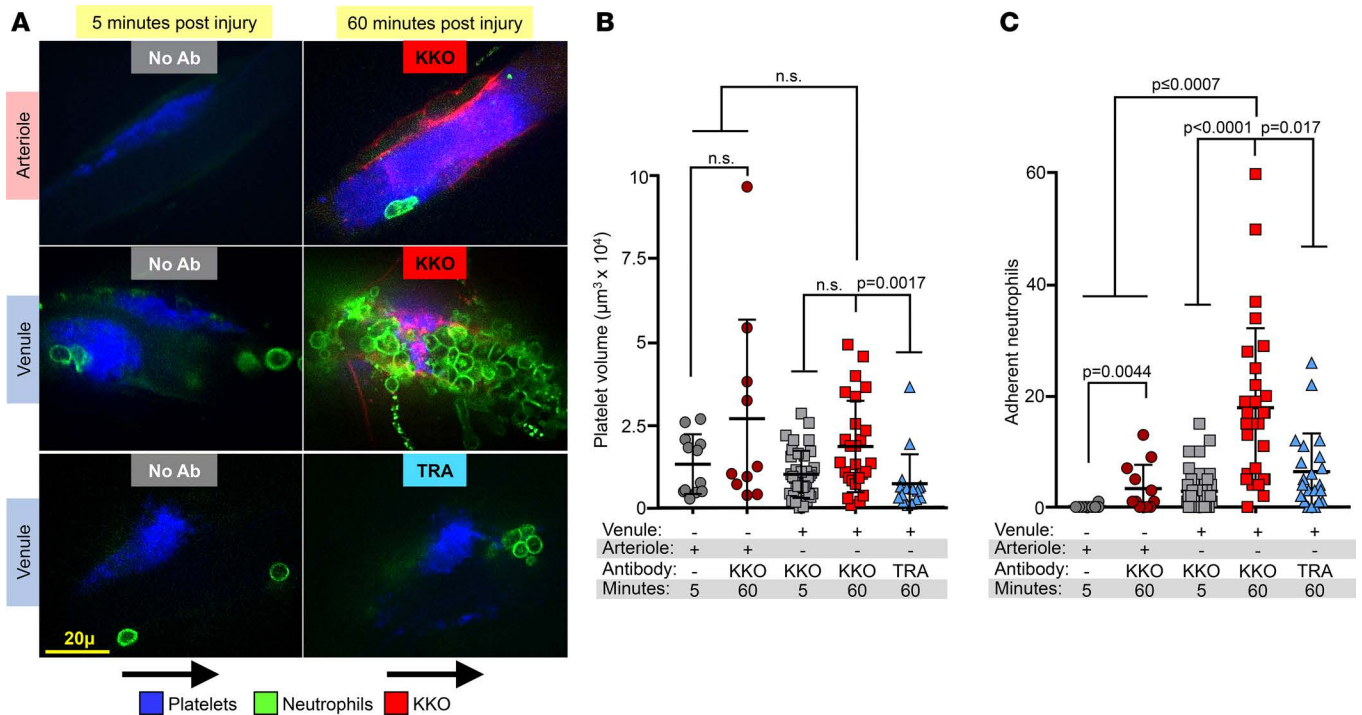 A
5 minutes post injury
60 minutes post injury
Arteriole
No Ab
KKO
Venule
No Ab
KKO
Venule
No Ab
TRA
20µ
Platelets
Neutrophils
KKO
B
n.s.
n.s.
n.s.
p=0.0017
Platelet volume (µm³ x 10⁴)
10
7.5
5
2.5
0
Venule: - - + + +
Arteriole: + + - - -
Antibody: - KKO KKO KKO TRA
Minutes: 5 60 5 60 60
C
p≤0.0007
p<0.0001 p=0.017
p=0.0044
Adherent neutrophils
60
40
20
0
Venule: - - + + +
Arteriole: + + - - -
Antibody: - KKO KKO KKO TRA
Minutes: 5 60 5 60 60